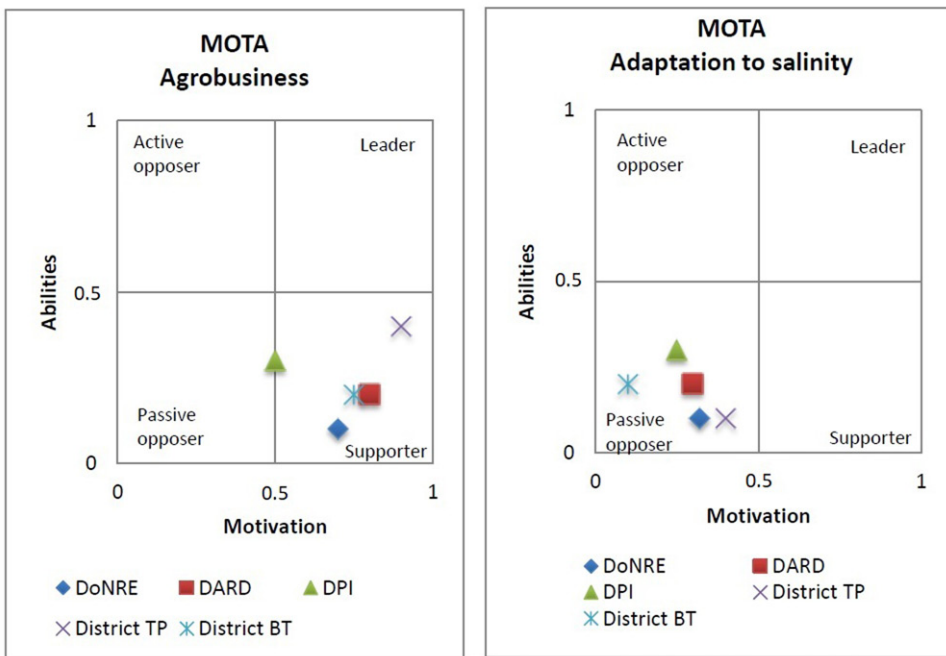 MOTA
Agrobusiness
1
Active
opposer
Leader
Abilities
0.5
Passive
opposer
Supporter
0
0
0.5
1
Motivation
DoNRE
DARD
DPI
District TP
District BT
MOTA
Adaptation to salinity
1
Active
opposer
Leader
Abilities
0.5
Passive
opposer
Supporter
0
0
0.5
1
Motivation
DoNRE
DARD
DPI
District TP
District BT